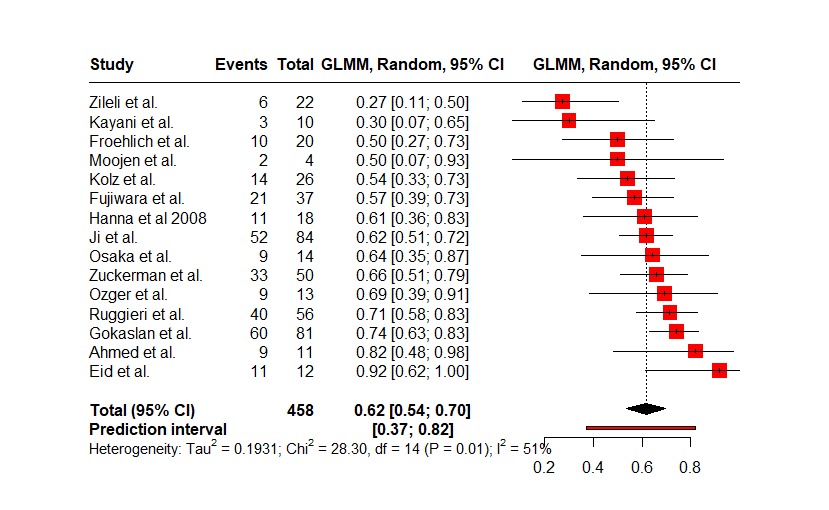 Study Events Total GLMM, Random, 95% CI GLMM, Random, 95% CI
Zileli et al. 6 22 0.27 [0.11; 0.50]
Kayani et al. 3 10 0.30 [0.07; 0.65]
Froehlich et al. 10 20 0.50 [0.27; 0.73]
Moojen et al. 2 4 0.50 [0.07; 0.93]
Kolz et al. 14 26 0.54 [0.33; 0.73]
Fujiwara et al. 21 37 0.57 [0.39; 0.73]
Hanna et al 2008 11 18 0.61 [0.36; 0.83]
Ji et al. 52 84 0.62 [0.51; 0.72]
Osaka et al. 9 14 0.64 [0.35; 0.87]
Zuckerman et al. 33 50 0.66 [0.51; 0.79]
Ozger et al. 9 13 0.69 [0.39; 0.91]
Ruggieri et al. 40 56 0.71 [0.58; 0.83]
Gokaslan et al. 60 81 0.74 [0.63; 0.83]
Ahmed et al. 9 11 0.82 [0.48; 0.98]
Eid et al. 11 12 0.92 [0.62; 1.00]
Total (95% CI) 458 0.62 [0.54; 0.70]
Prediction interval [0.37; 0.82]
Heterogeneity: Tau² = 0.1931; Chi² = 28.30, df = 14 (P = 0.01); I² = 51%
0.2 0.4 0.6 0.8